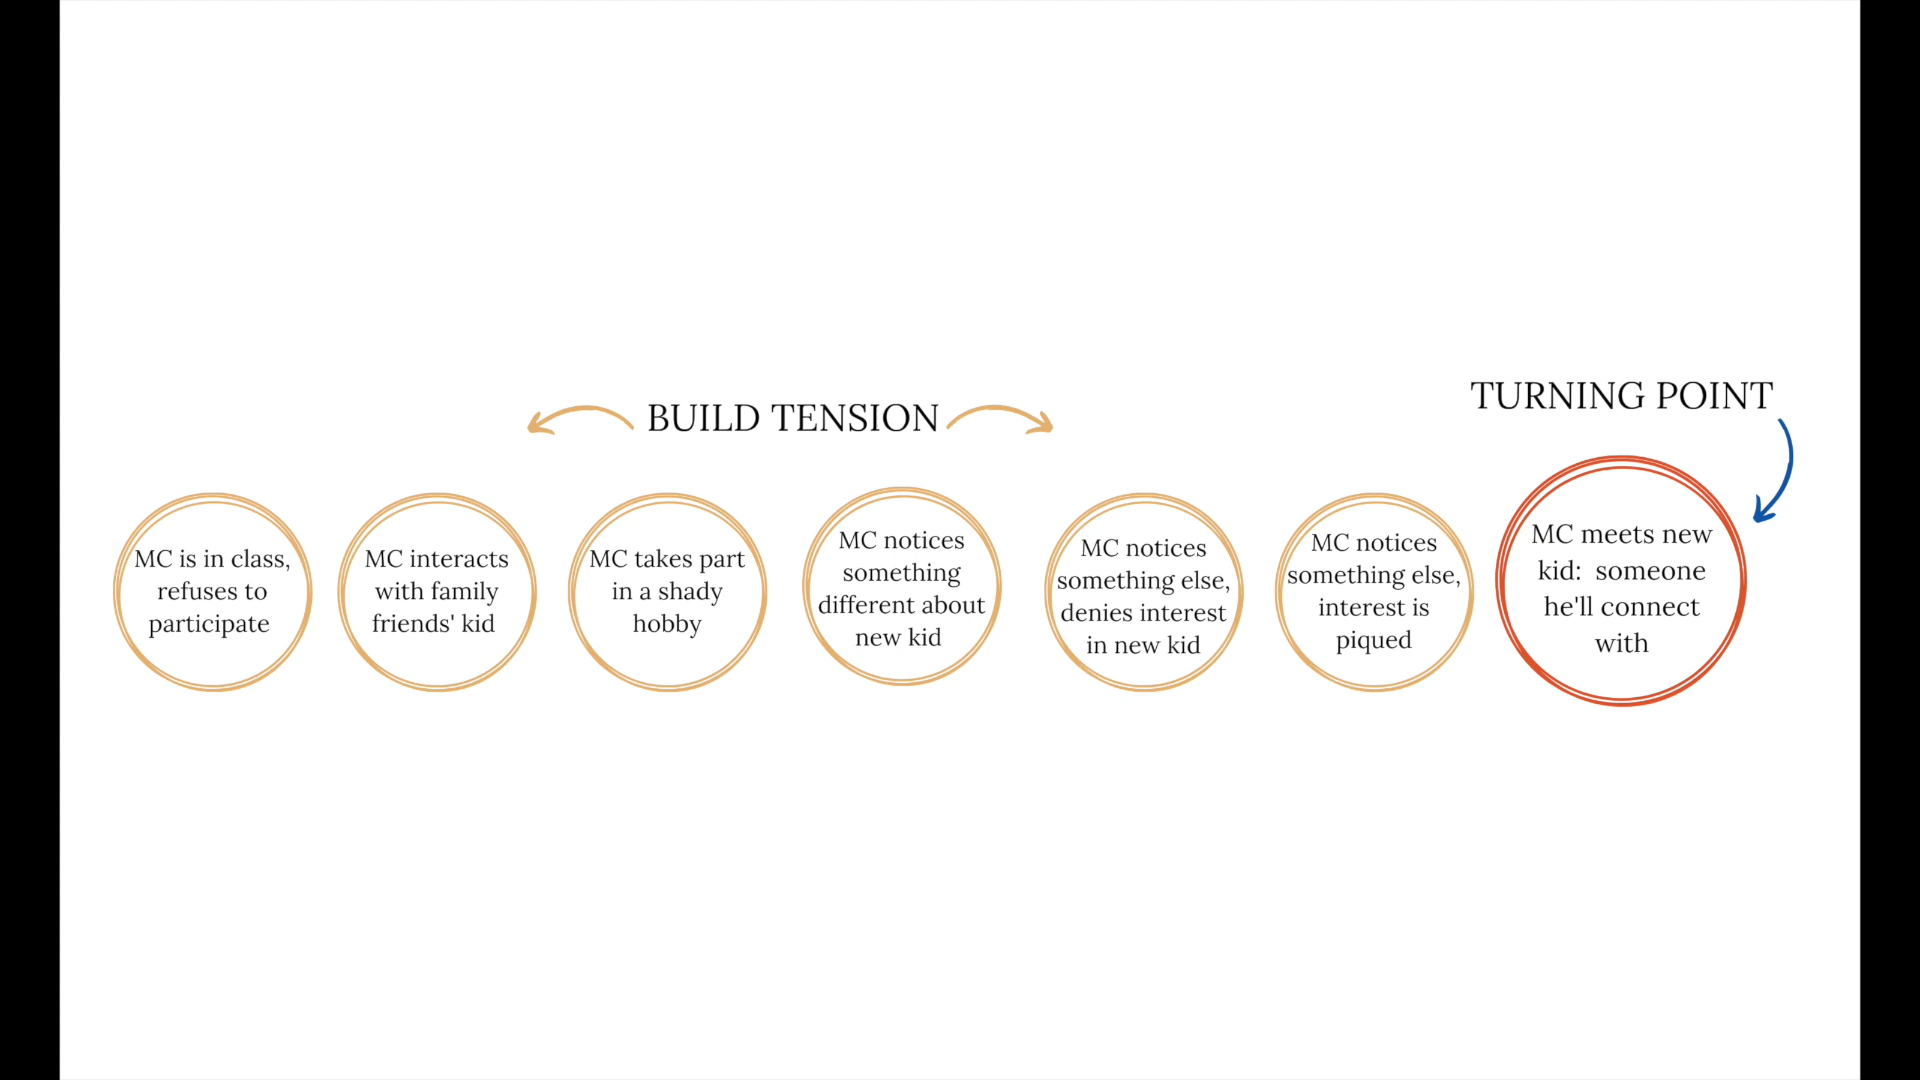 BUILD TENSION
TURNING POINT
MC is in class,
refuses to
participate
MC interacts
with family
friends' kid
MC takes part
in a shady
hobby
MC notices
something
different about
new kid
MC notices
something else,
denies interest
in new kid
MC notices
something else,
interest is
piqued
MC meets new
kid:  someone
he'll connect
with